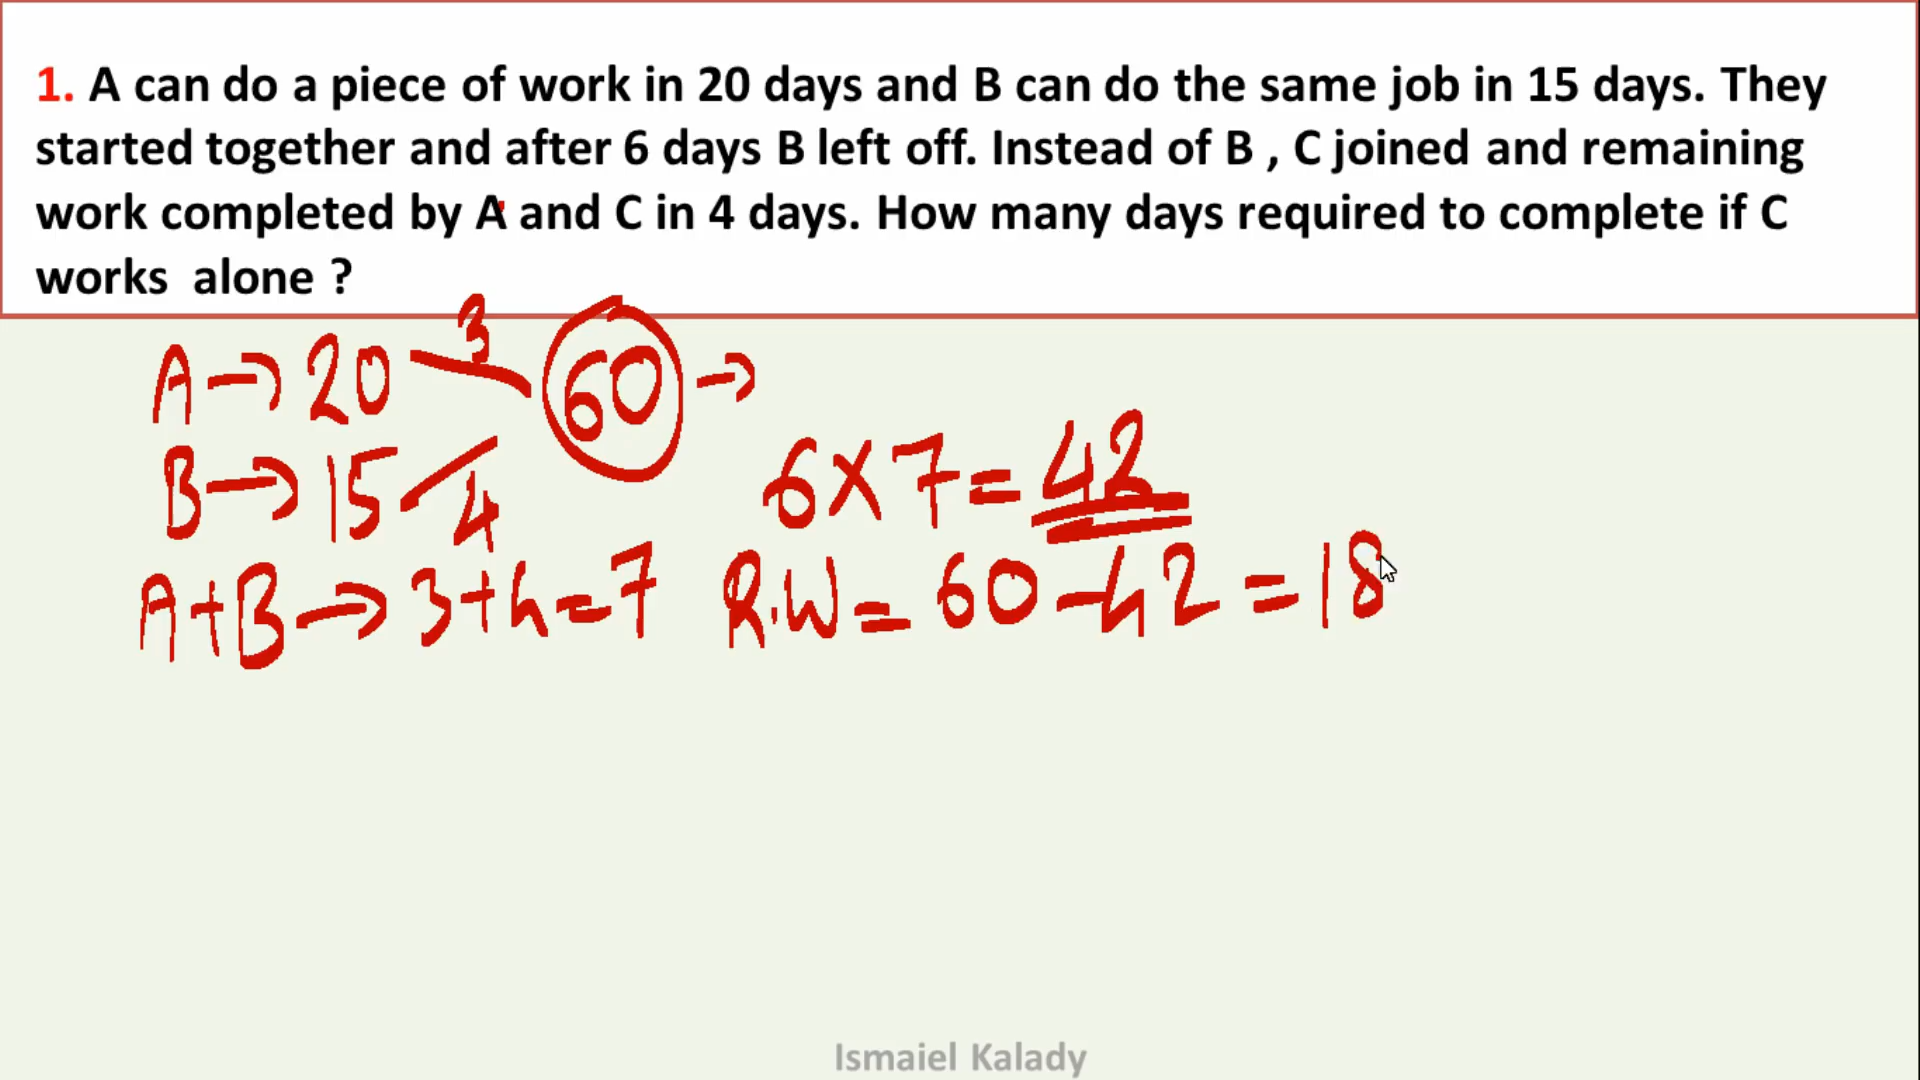 1. A can do a piece of work in 20 days and B can do the same job in 15 days. They
started together and after 6 days B left off. Instead of B , C joined and remaining
work completed by A and C in 4 days. How many days required to complete if C
works alone ?
A → 20 3 60 →
B → 15 4
6 X 7 = 42
A+B → 3+4=7
R.W = 60 - 42 = 18
Ismaiel Kalady